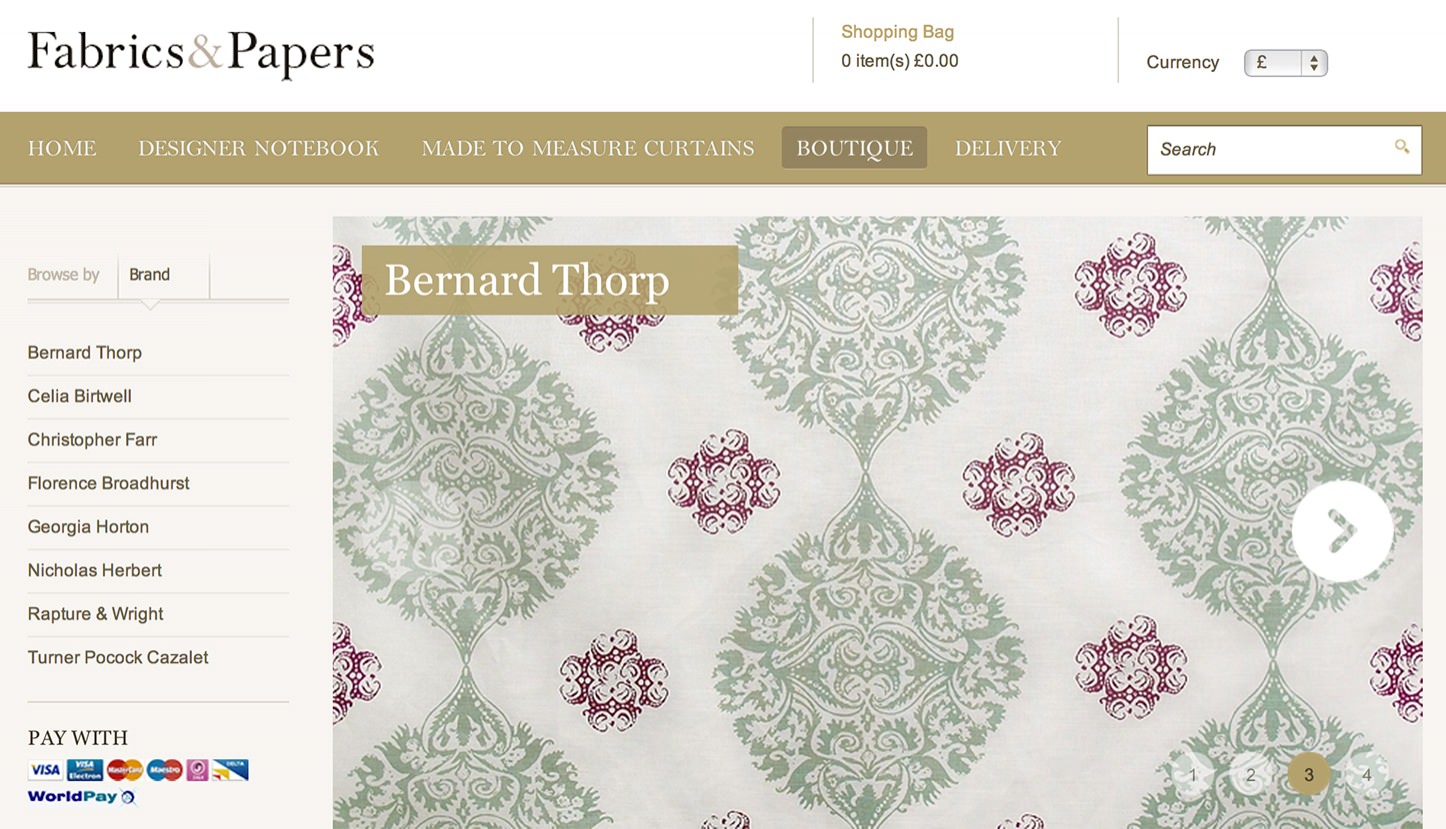 Fabrics&Papers
Shopping Bag
0 item(s) £0.00
Currency £
HOME DESIGNER NOTEBOOK MADE TO MEASURE CURTAINS BOUTIQUE DELIVERY Search
Browse by Brand
Bernard Thorp
Bernard Thorp
Celia Birtwell
Christopher Farr
Florence Broadhurst
Georgia Horton
Nicholas Herbert
Rapture & Wright
Turner Pocock Cazalet
PAY WITH
VISA VISA Electron MasterCard Maestro DELTA
WorldPay
1 2 3 4